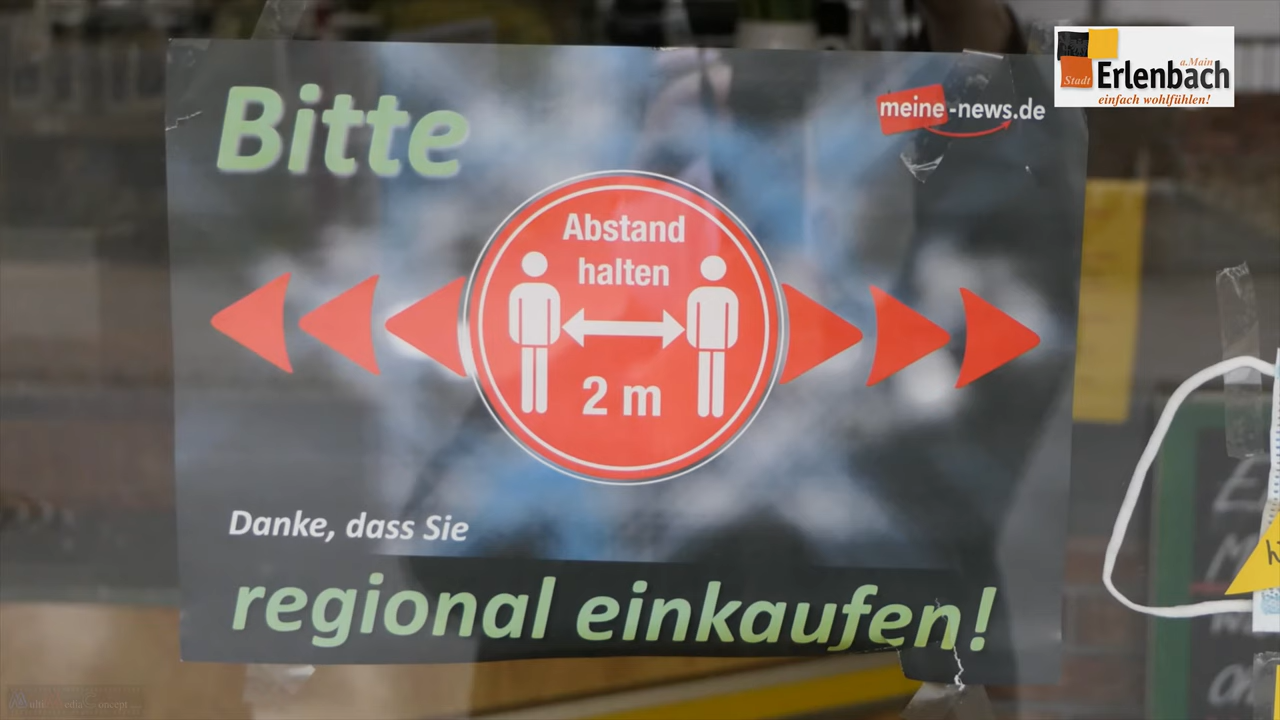 Bitte
meine-news.de
Stadt Erlenbach a.Main
einfach wohlfühlen!
Abstand
halten
2 m
Danke, dass Sie
regional einkaufen!